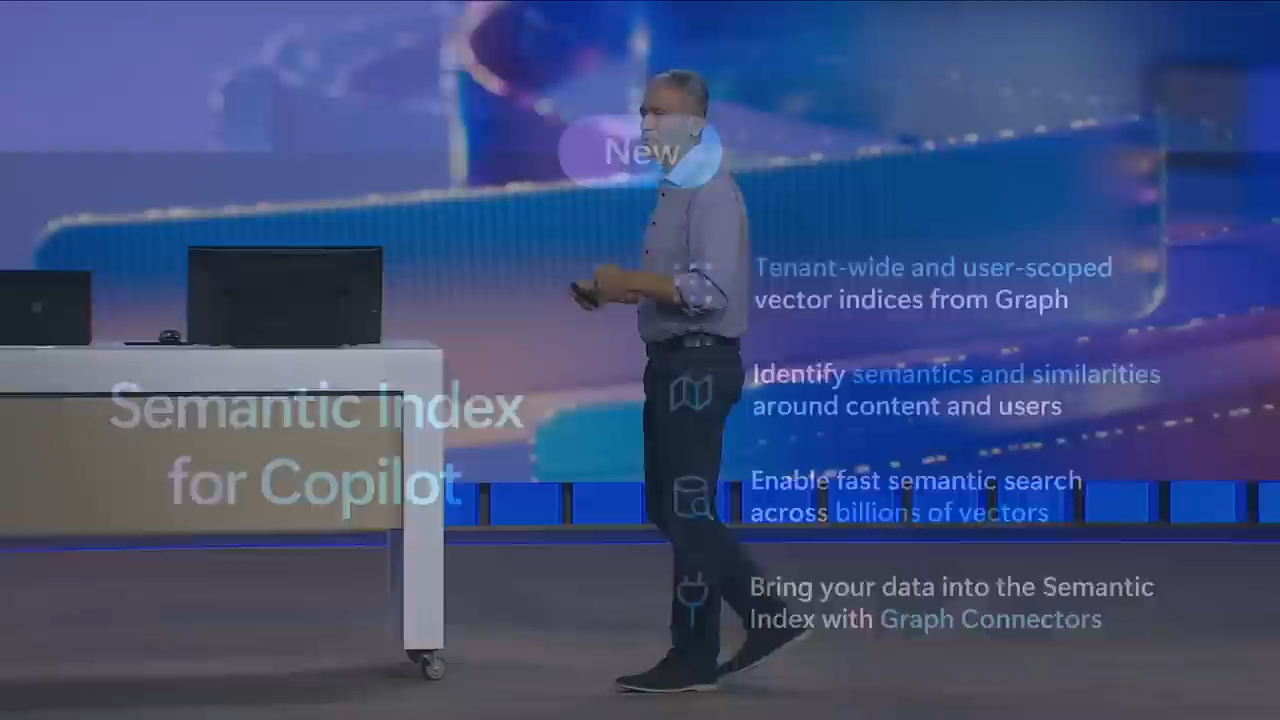 New
Semantic Index
for Copilot
Tenant-wide and user-scoped
vector indices from Graph
Identify semantics and similarities
around content and users
Enable fast semantic search
across billions of vectors
Bring your data into the Semantic
Index with Graph Connectors